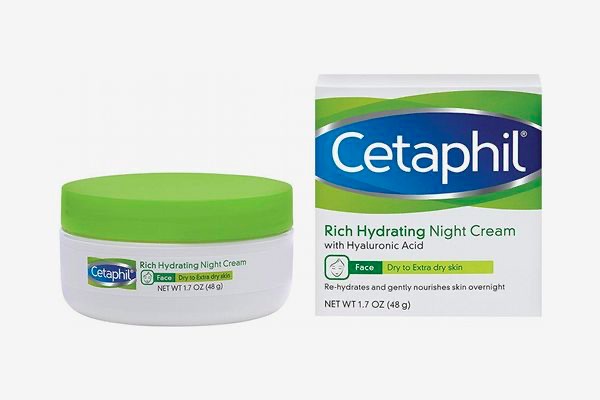 Cetaphil®
Rich Hydrating Night Cream
Face Dry to Extra dry skin
NET WT 1.7 OZ (48 g)
Cetaphil®
Rich Hydrating Night Cream
with Hyaluronic Acid
Face Dry to Extra dry skin
Re-hydrates and gently nourishes skin overnight
NET WT 1.7 OZ (48 g)